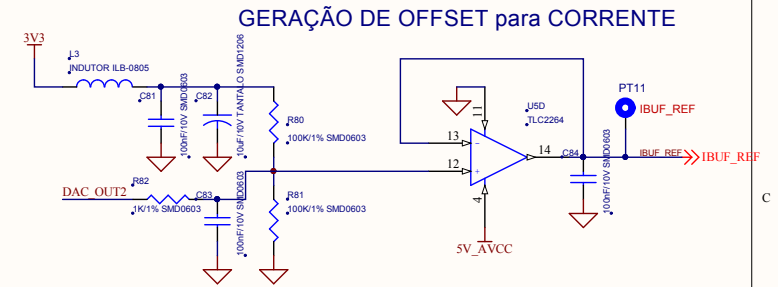 GERAÇÃO DE OFFSET para CORRENTE
3V3
L3
INDUTOR ILB-0805
C81
100nF/10V SMD0603
C82
10uF/10V TANTALO SMD1206
R80
100K/1% SMD0603
DAC_OUT2
R82
1K/1% SMD0603
C83
100nF/10V SMD0603
R81
100K/1% SMD0603
11
13
12
14
4
U5D
TLC2264
5V_AVCC
C84
100nF/10V SMD0603
PT11
IBUF_REF
IBUF_REF
IBUF_REF
C